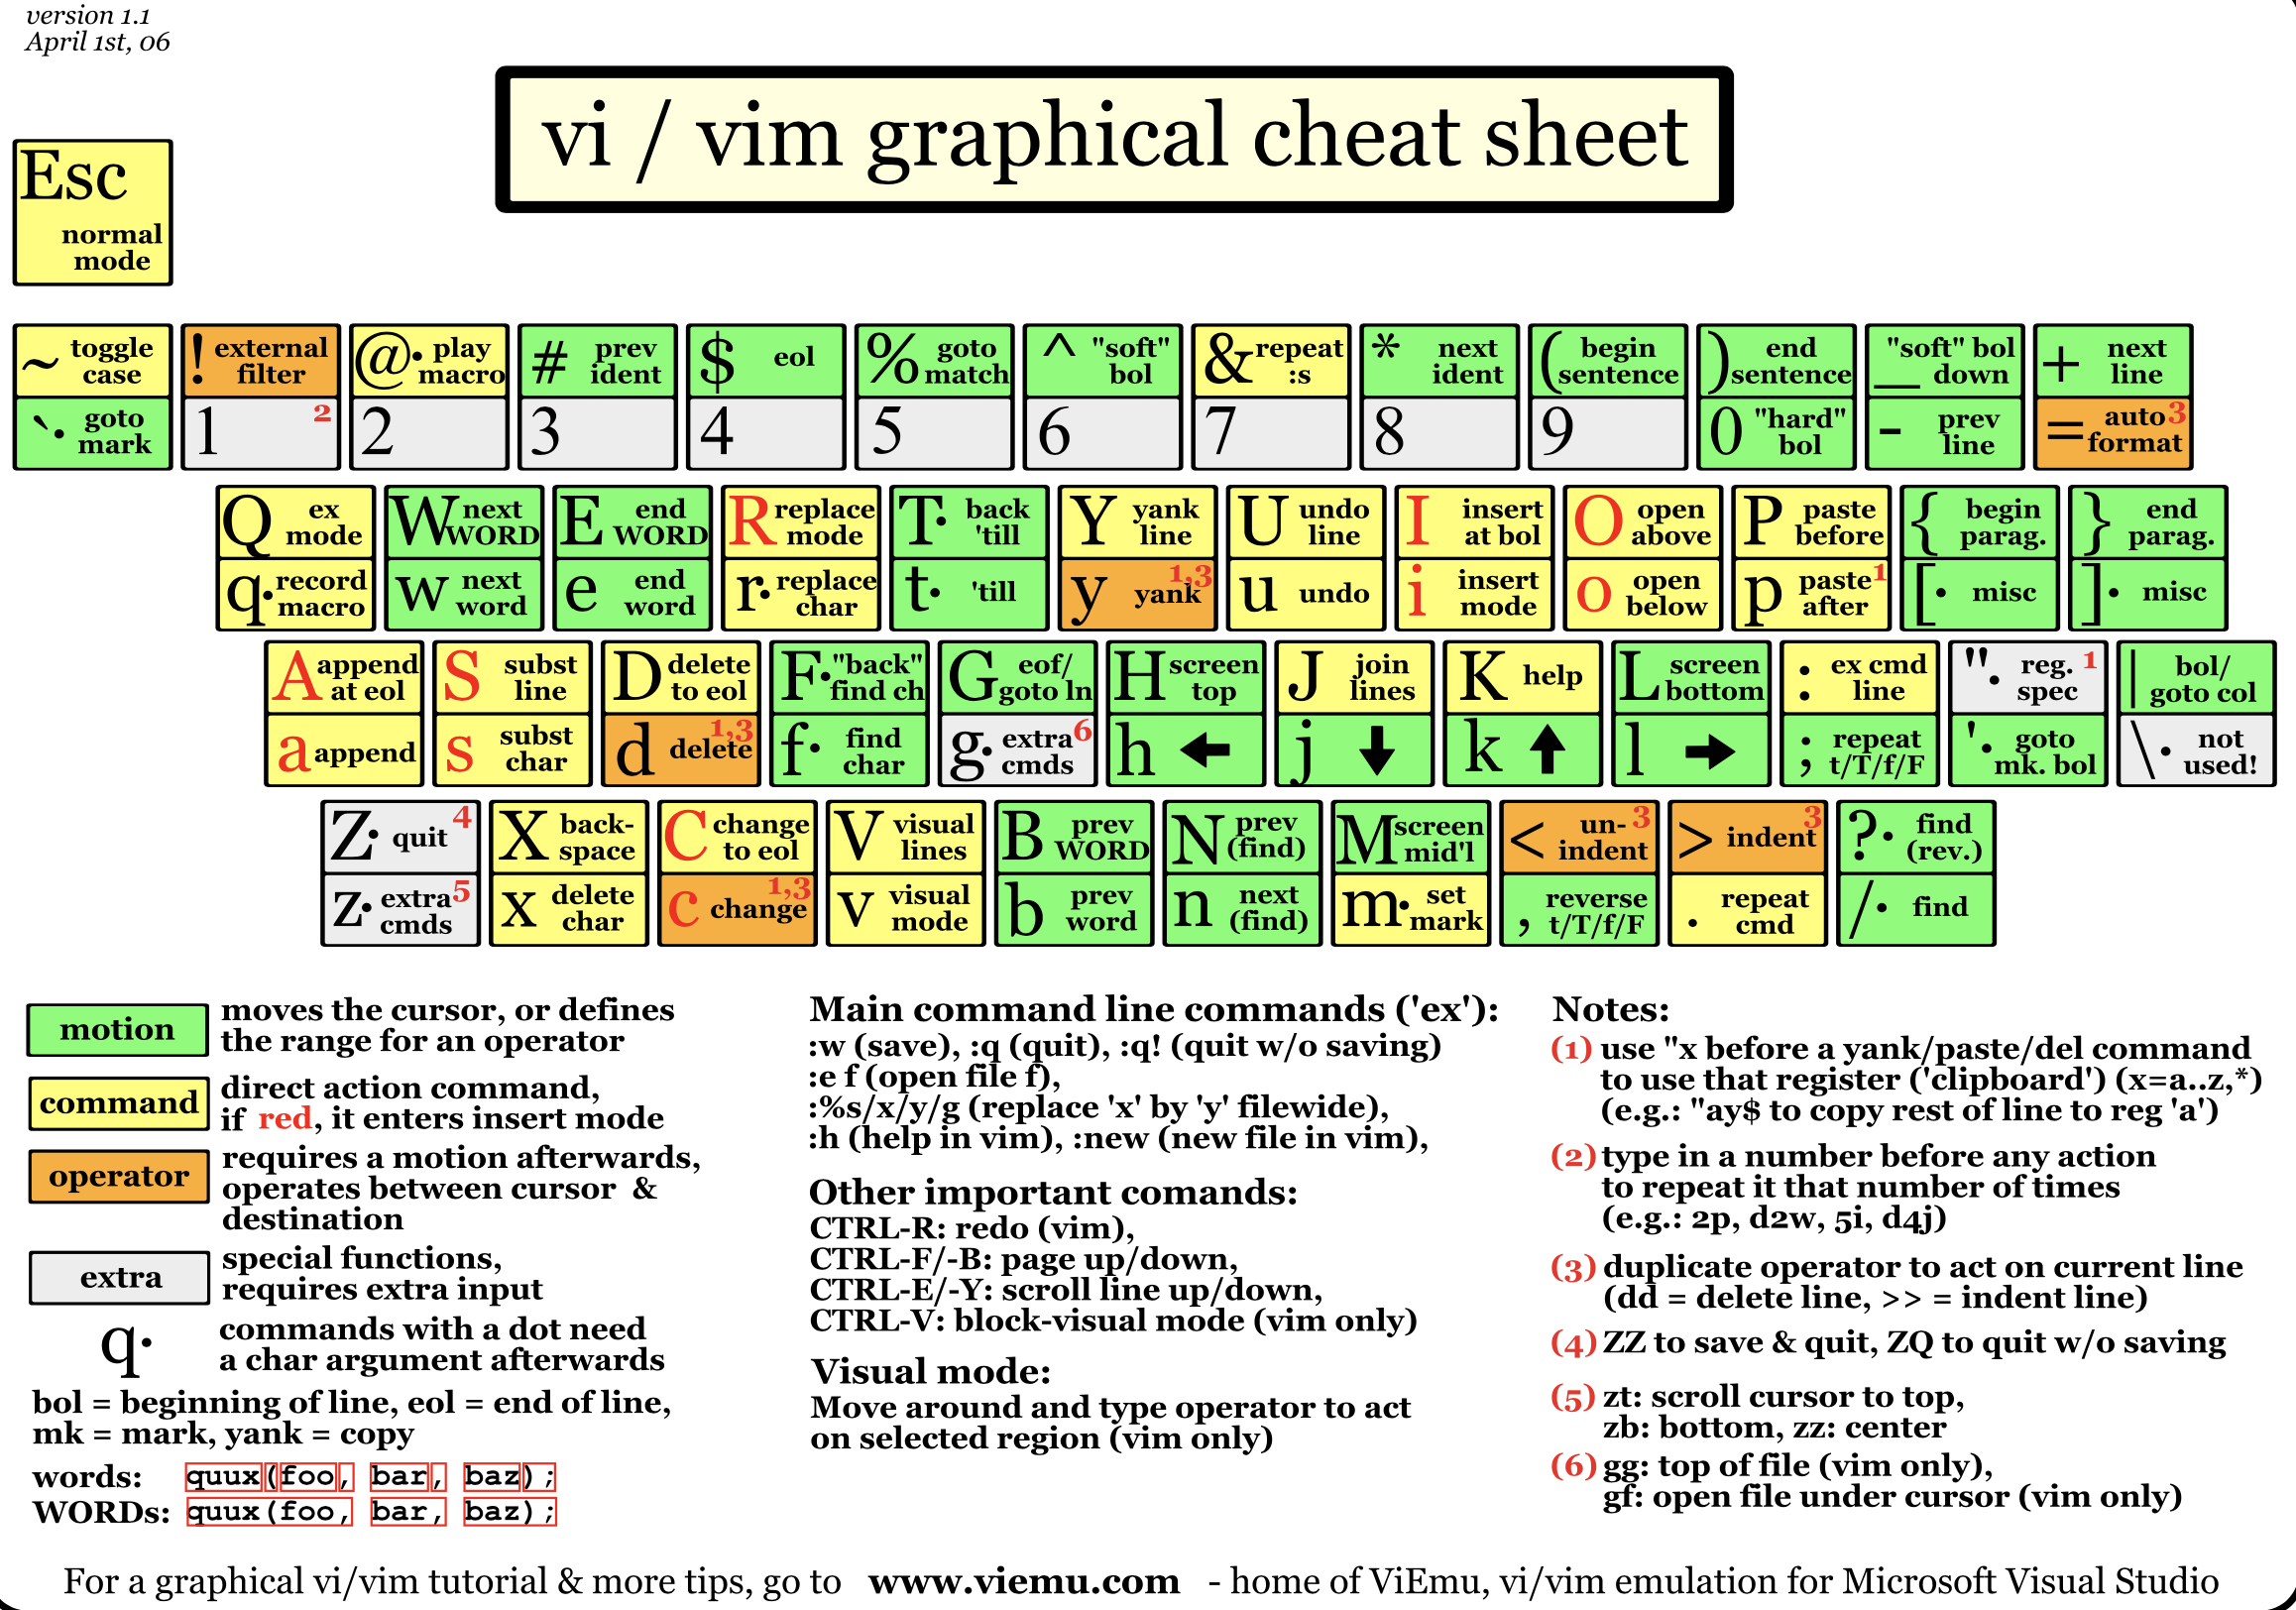 version 1.1
April 1st, 06
vi / vim graphical cheat sheet
Esc
normal
mode
~ toggle
case
! external
filter
@· play
macro
# prev
ident
$ eol
% goto
match
^ "soft"
bol
& repeat
:s
* next
ident
( begin
sentence
) end
sentence
_ "soft" bol
down
+ next
line
`· goto
mark
1 2
2
3
4
5
6
7
8
9
0 "hard"
bol
- prev
line
= auto 3
format
Q ex
mode
W next
WORD
E end
WORD
R replace
mode
T· back
'till
Y yank
line
U undo
line
I insert
at bol
O open
above
P paste
before
{ begin
parag.
} end
parag.
q· record
macro
w next
word
e end
word
r· replace
char
t· 'till
y yank 1,3
u undo
i insert
mode
o open
below
p paste 1
after
[· misc
]· misc
A append
at eol
S subst
line
D delete
to eol
F· "back"
find ch
G eof/
goto ln
H screen
top
J join
lines
K help
L screen
bottom
: ex cmd
line
"· reg. 1
spec
| bol/
goto col
a append
s subst
char
d delete 1,3
f· find
char
g· extra 6
cmds
h ←
j ↓
k ↑
l →
; repeat
t/T/f/F
'· goto
mk. bol
\· not
used!
Z· quit 4
X back-
space
C change
to eol
V visual
lines
B prev
WORD
N prev
(find)
M screen
mid'l
< un- 3
indent
> indent 3
?· find
(rev.)
z· extra 5
cmds
x delete
char
c change 1,3
v visual
mode
b prev
word
n next
(find)
m· set
mark
, reverse
t/T/f/F
. repeat
cmd
/· find
motion
moves the cursor, or defines
the range for an operator
command
direct action command,
if red, it enters insert mode
operator
requires a motion afterwards,
operates between cursor &
destination
extra
special functions,
requires extra input
q·
commands with a dot need
a char argument afterwards
bol = beginning of line, eol = end of line,
mk = mark, yank = copy
words: quux(foo, bar, baz);
WORDs: quux(foo, bar, baz);
Main command line commands ('ex'):
:w (save), :q (quit), :q! (quit w/o saving)
:e f (open file f),
:%s/x/y/g (replace 'x' by 'y' filewide),
:h (help in vim), :new (new file in vim),
Other important comands:
CTRL-R: redo (vim),
CTRL-F/-B: page up/down,
CTRL-E/-Y: scroll line up/down,
CTRL-V: block-visual mode (vim only)
Visual mode:
Move around and type operator to act
on selected region (vim only)
Notes:
(1) use "x before a yank/paste/del command
to use that register ('clipboard') (x=a..z,*)
(e.g.: "ay$ to copy rest of line to reg 'a')
(2) type in a number before any action
to repeat it that number of times
(e.g.: 2p, d2w, 5i, d4j)
(3) duplicate operator to act on current line
(dd = delete line, >> = indent line)
(4) ZZ to save & quit, ZQ to quit w/o saving
(5) zt: scroll cursor to top,
zb: bottom, zz: center
(6) gg: top of file (vim only),
gf: open file under cursor (vim only)
For a graphical vi/vim tutorial & more tips, go to www.viemu.com - home of ViEmu, vi/vim emulation for Microsoft Visual Studio